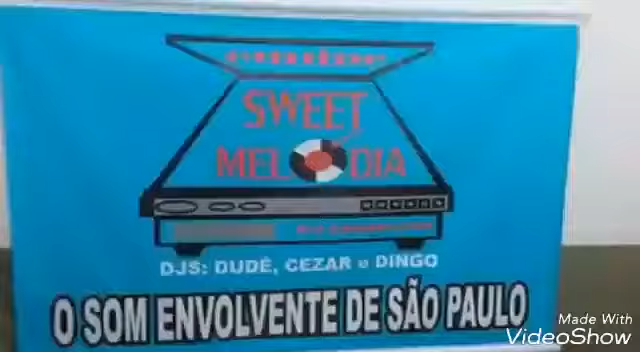 SWEET
MELODIA
DJS: DUDÊ, CEZAR e DINGO
O SOM ENVOLVENTE DE SÃO PAULO
Made With
VideoShow